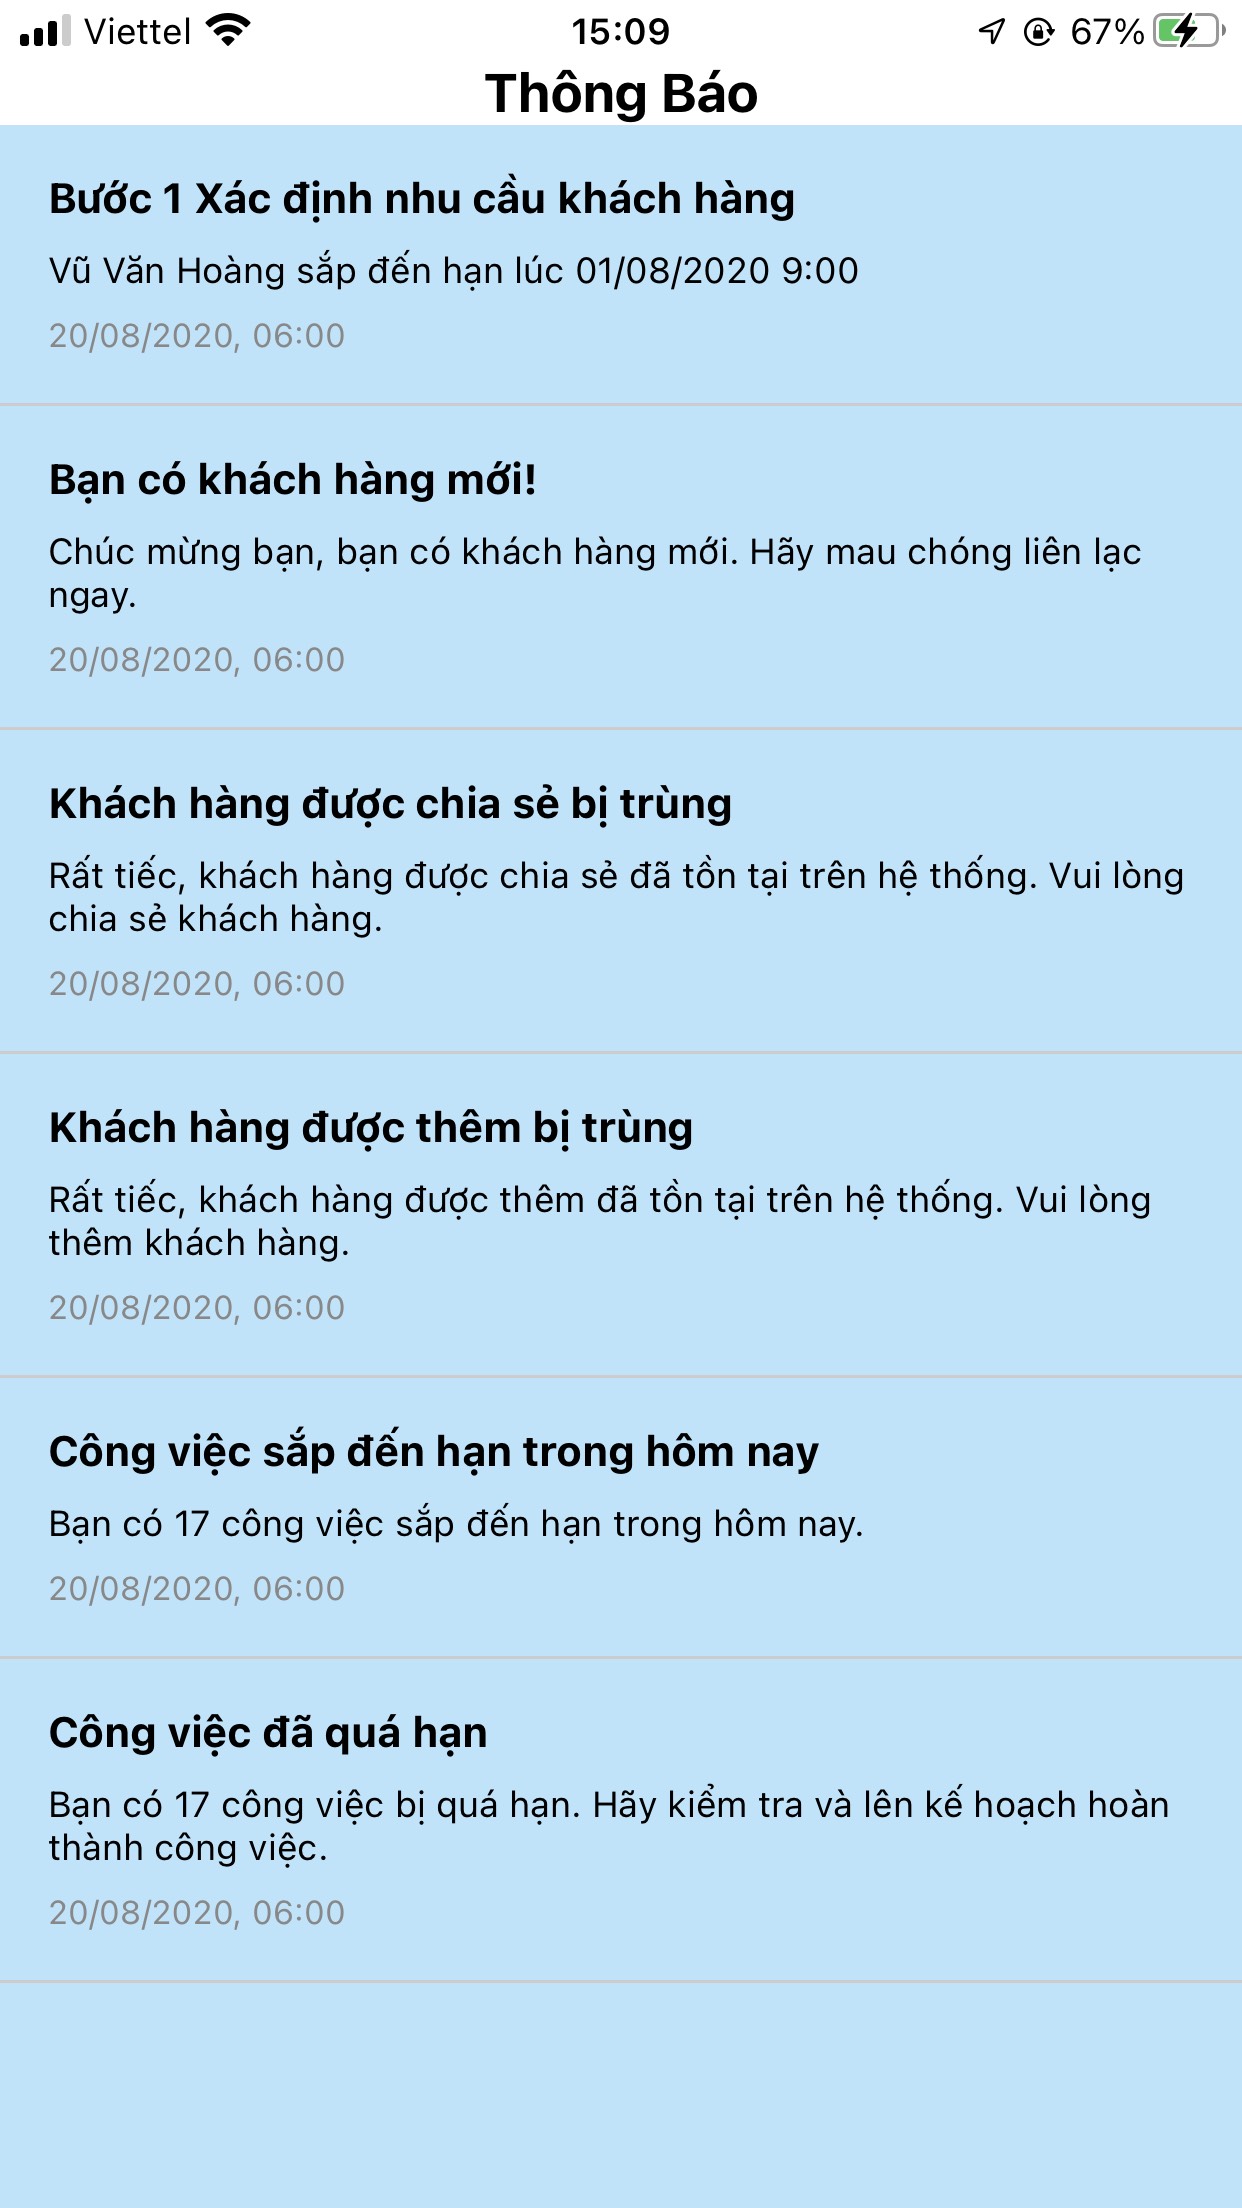 Viettel 15:09 67%
Thông Báo
Bước 1 Xác định nhu cầu khách hàng
Vũ Văn Hoàng sắp đến hạn lúc 01/08/2020 9:00
20/08/2020, 06:00
Bạn có khách hàng mới!
Chúc mừng bạn, bạn có khách hàng mới. Hãy mau chóng liên lạc
ngay.
20/08/2020, 06:00
Khách hàng được chia sẻ bị trùng
Rất tiếc, khách hàng được chia sẻ đã tồn tại trên hệ thống. Vui lòng
chia sẻ khách hàng.
20/08/2020, 06:00
Khách hàng được thêm bị trùng
Rất tiếc, khách hàng được thêm đã tồn tại trên hệ thống. Vui lòng
thêm khách hàng.
20/08/2020, 06:00
Công việc sắp đến hạn trong hôm nay
Bạn có 17 công việc sắp đến hạn trong hôm nay.
20/08/2020, 06:00
Công việc đã quá hạn
Bạn có 17 công việc bị quá hạn. Hãy kiểm tra và lên kế hoạch hoàn
thành công việc.
20/08/2020, 06:00